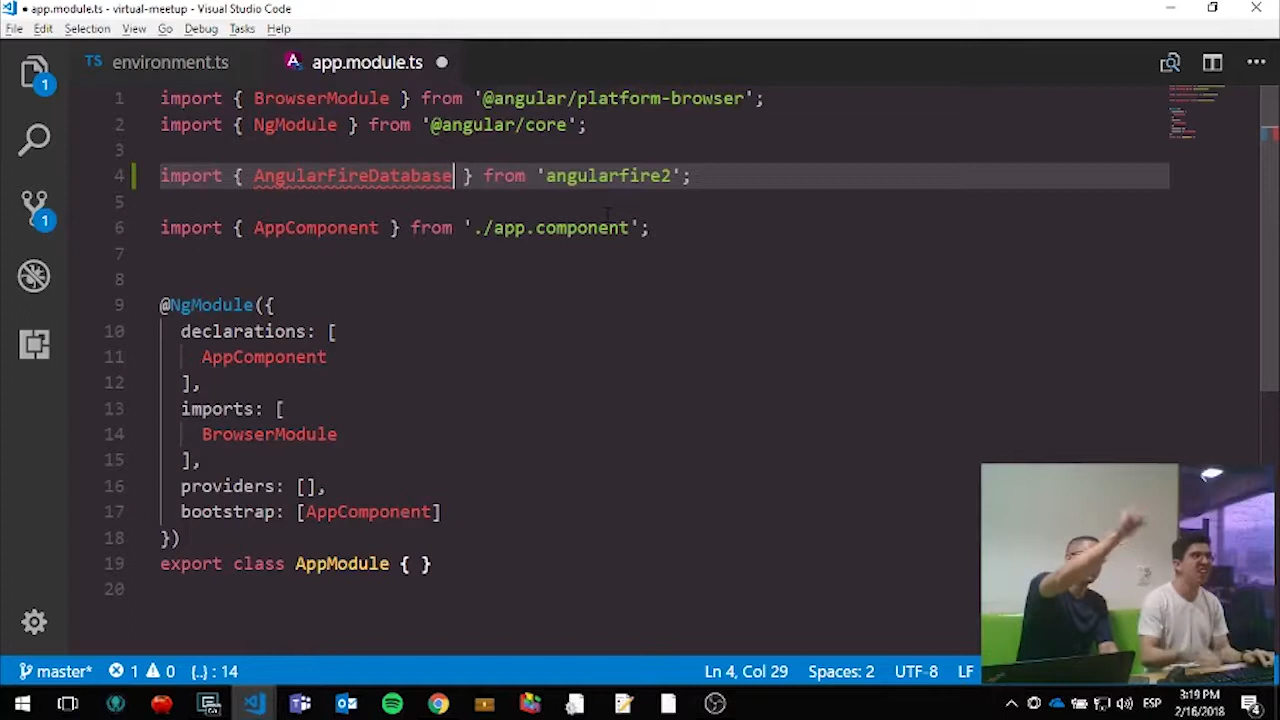 ● app.module.ts - virtual-meetup - Visual Studio Code
File Edit Selection View Go Debug Tasks Help
TS environment.ts app.module.ts ●
1 import { BrowserModule } from '@angular/platform-browser';
2 import { NgModule } from '@angular/core';
3
4 import { AngularFireDatabase } from 'angularfire2';
5
6 import { AppComponent } from './app.component';
7
8
9 @NgModule({
10 declarations: [
11 AppComponent
12 ],
13 imports: [
14 BrowserModule
15 ],
16 providers: [],
17 bootstrap: [AppComponent]
18 })
19 export class AppModule { }
20
1
1
master* 1 0 {..} : 14 Ln 4, Col 29 Spaces: 2 UTF-8 LF
ESP
3:19 PM
2/16/2018
4